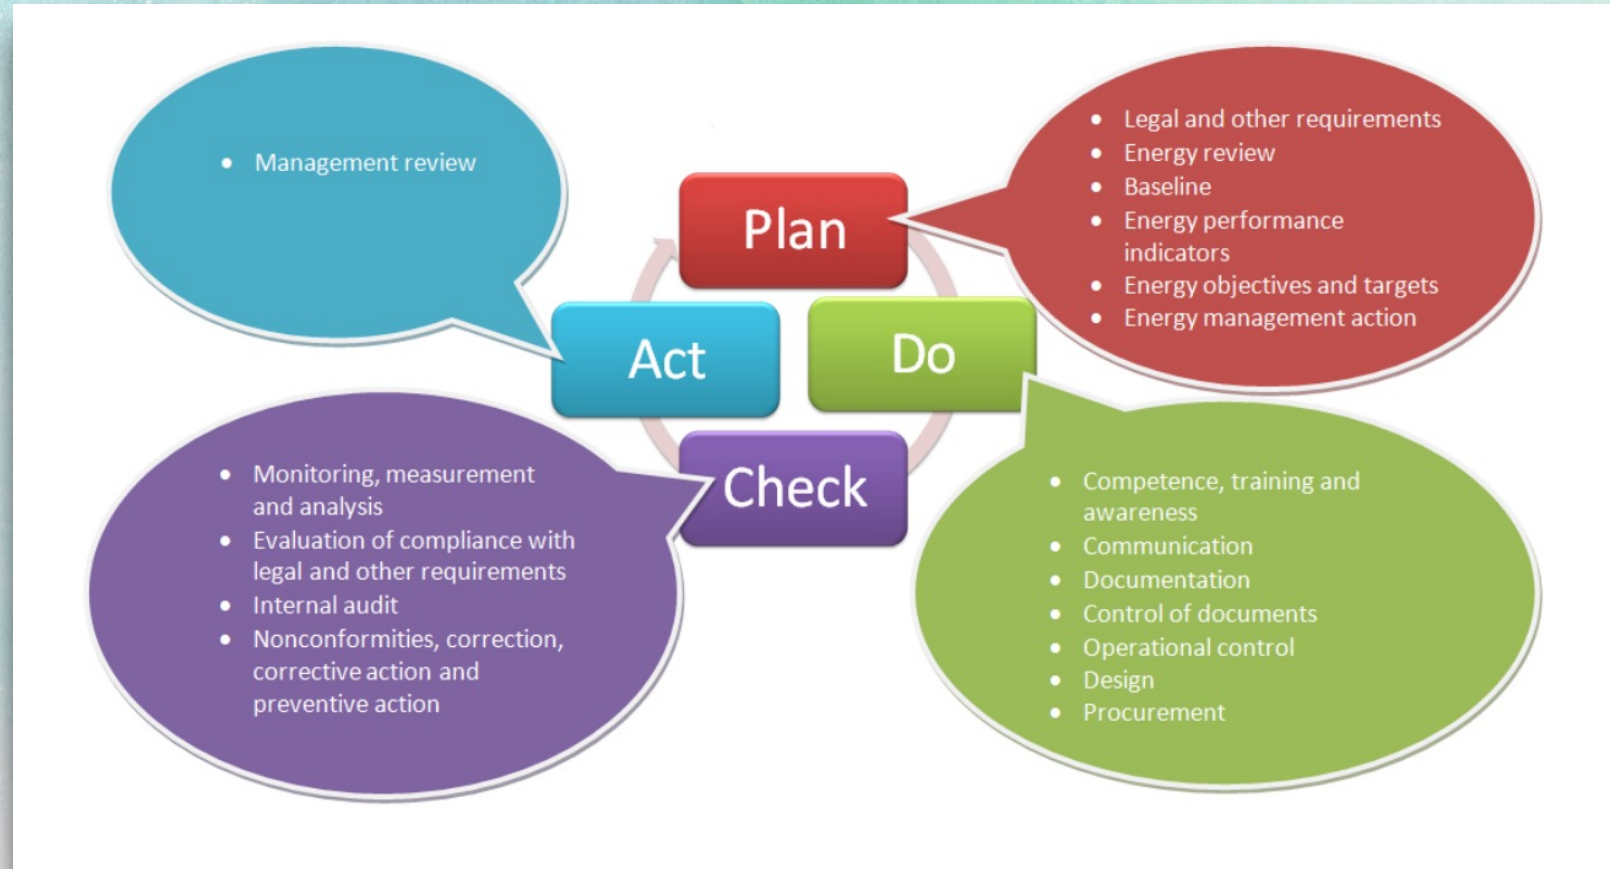 • Management review
Plan
• Legal and other requirements
• Energy review
• Baseline
• Energy performance
indicators
• Energy objectives and targets
• Energy management action
Act
Do
Check
• Monitoring, measurement
and analysis
• Evaluation of compliance with
legal and other requirements
• Internal audit
• Nonconformities, correction,
corrective action and
preventive action
• Competence, training and
awareness
• Communication
• Documentation
• Control of documents
• Operational control
• Design
• Procurement